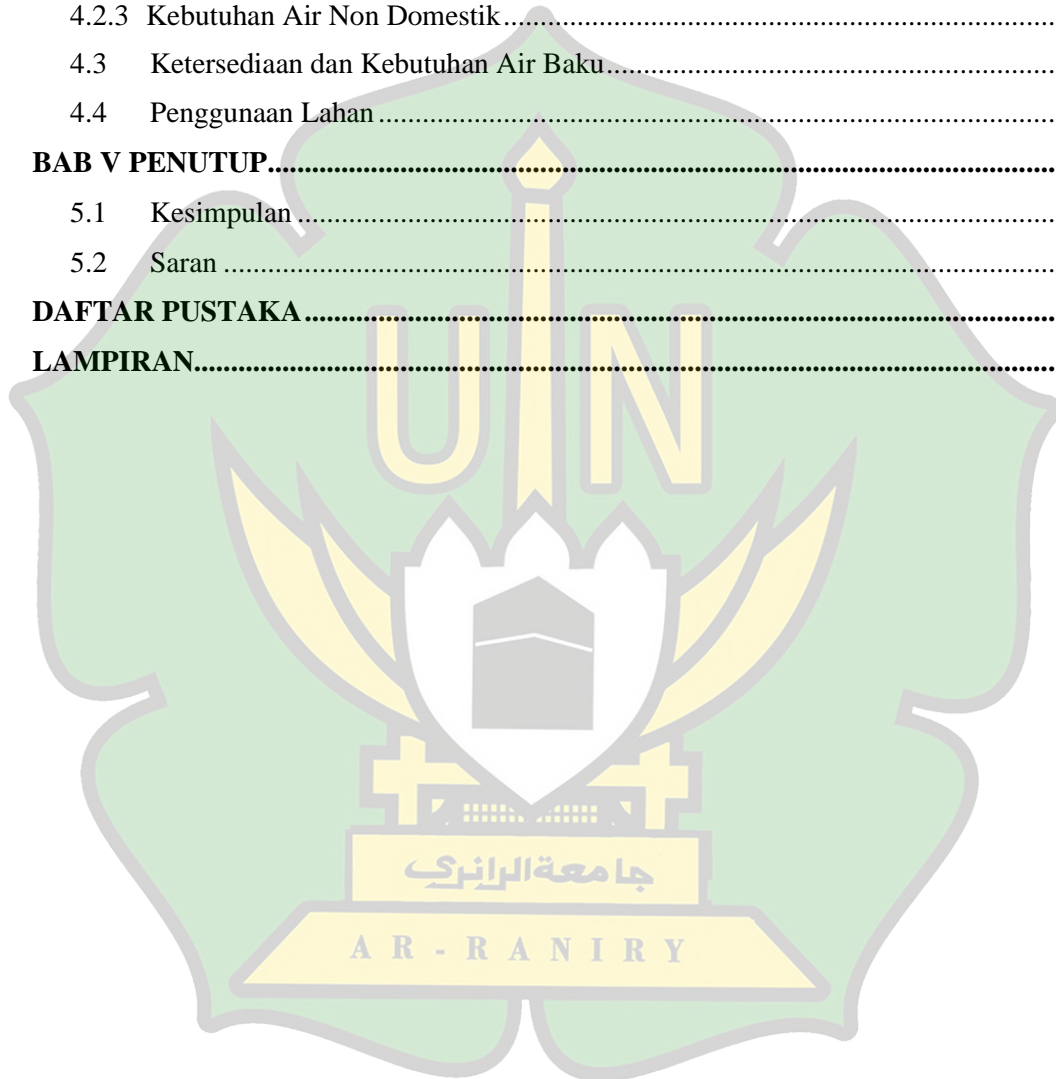 4.2.3 Kebutuhan Air Non Domestik........................................................................
4.3 Ketersediaan dan Kebutuhan Air Baku........................................................
4.4 Penggunaan Lahan........................................................................................
BAB V PENUTUP.....................................................................................................
5.1 Kesimpulan....................................................................................................
5.2 Saran..............................................................................................................
DAFTAR PUSTAKA.................................................................................................
LAMPIRAN................................................................................................................
UIN
جامعة الرانري
AR-RANIRY